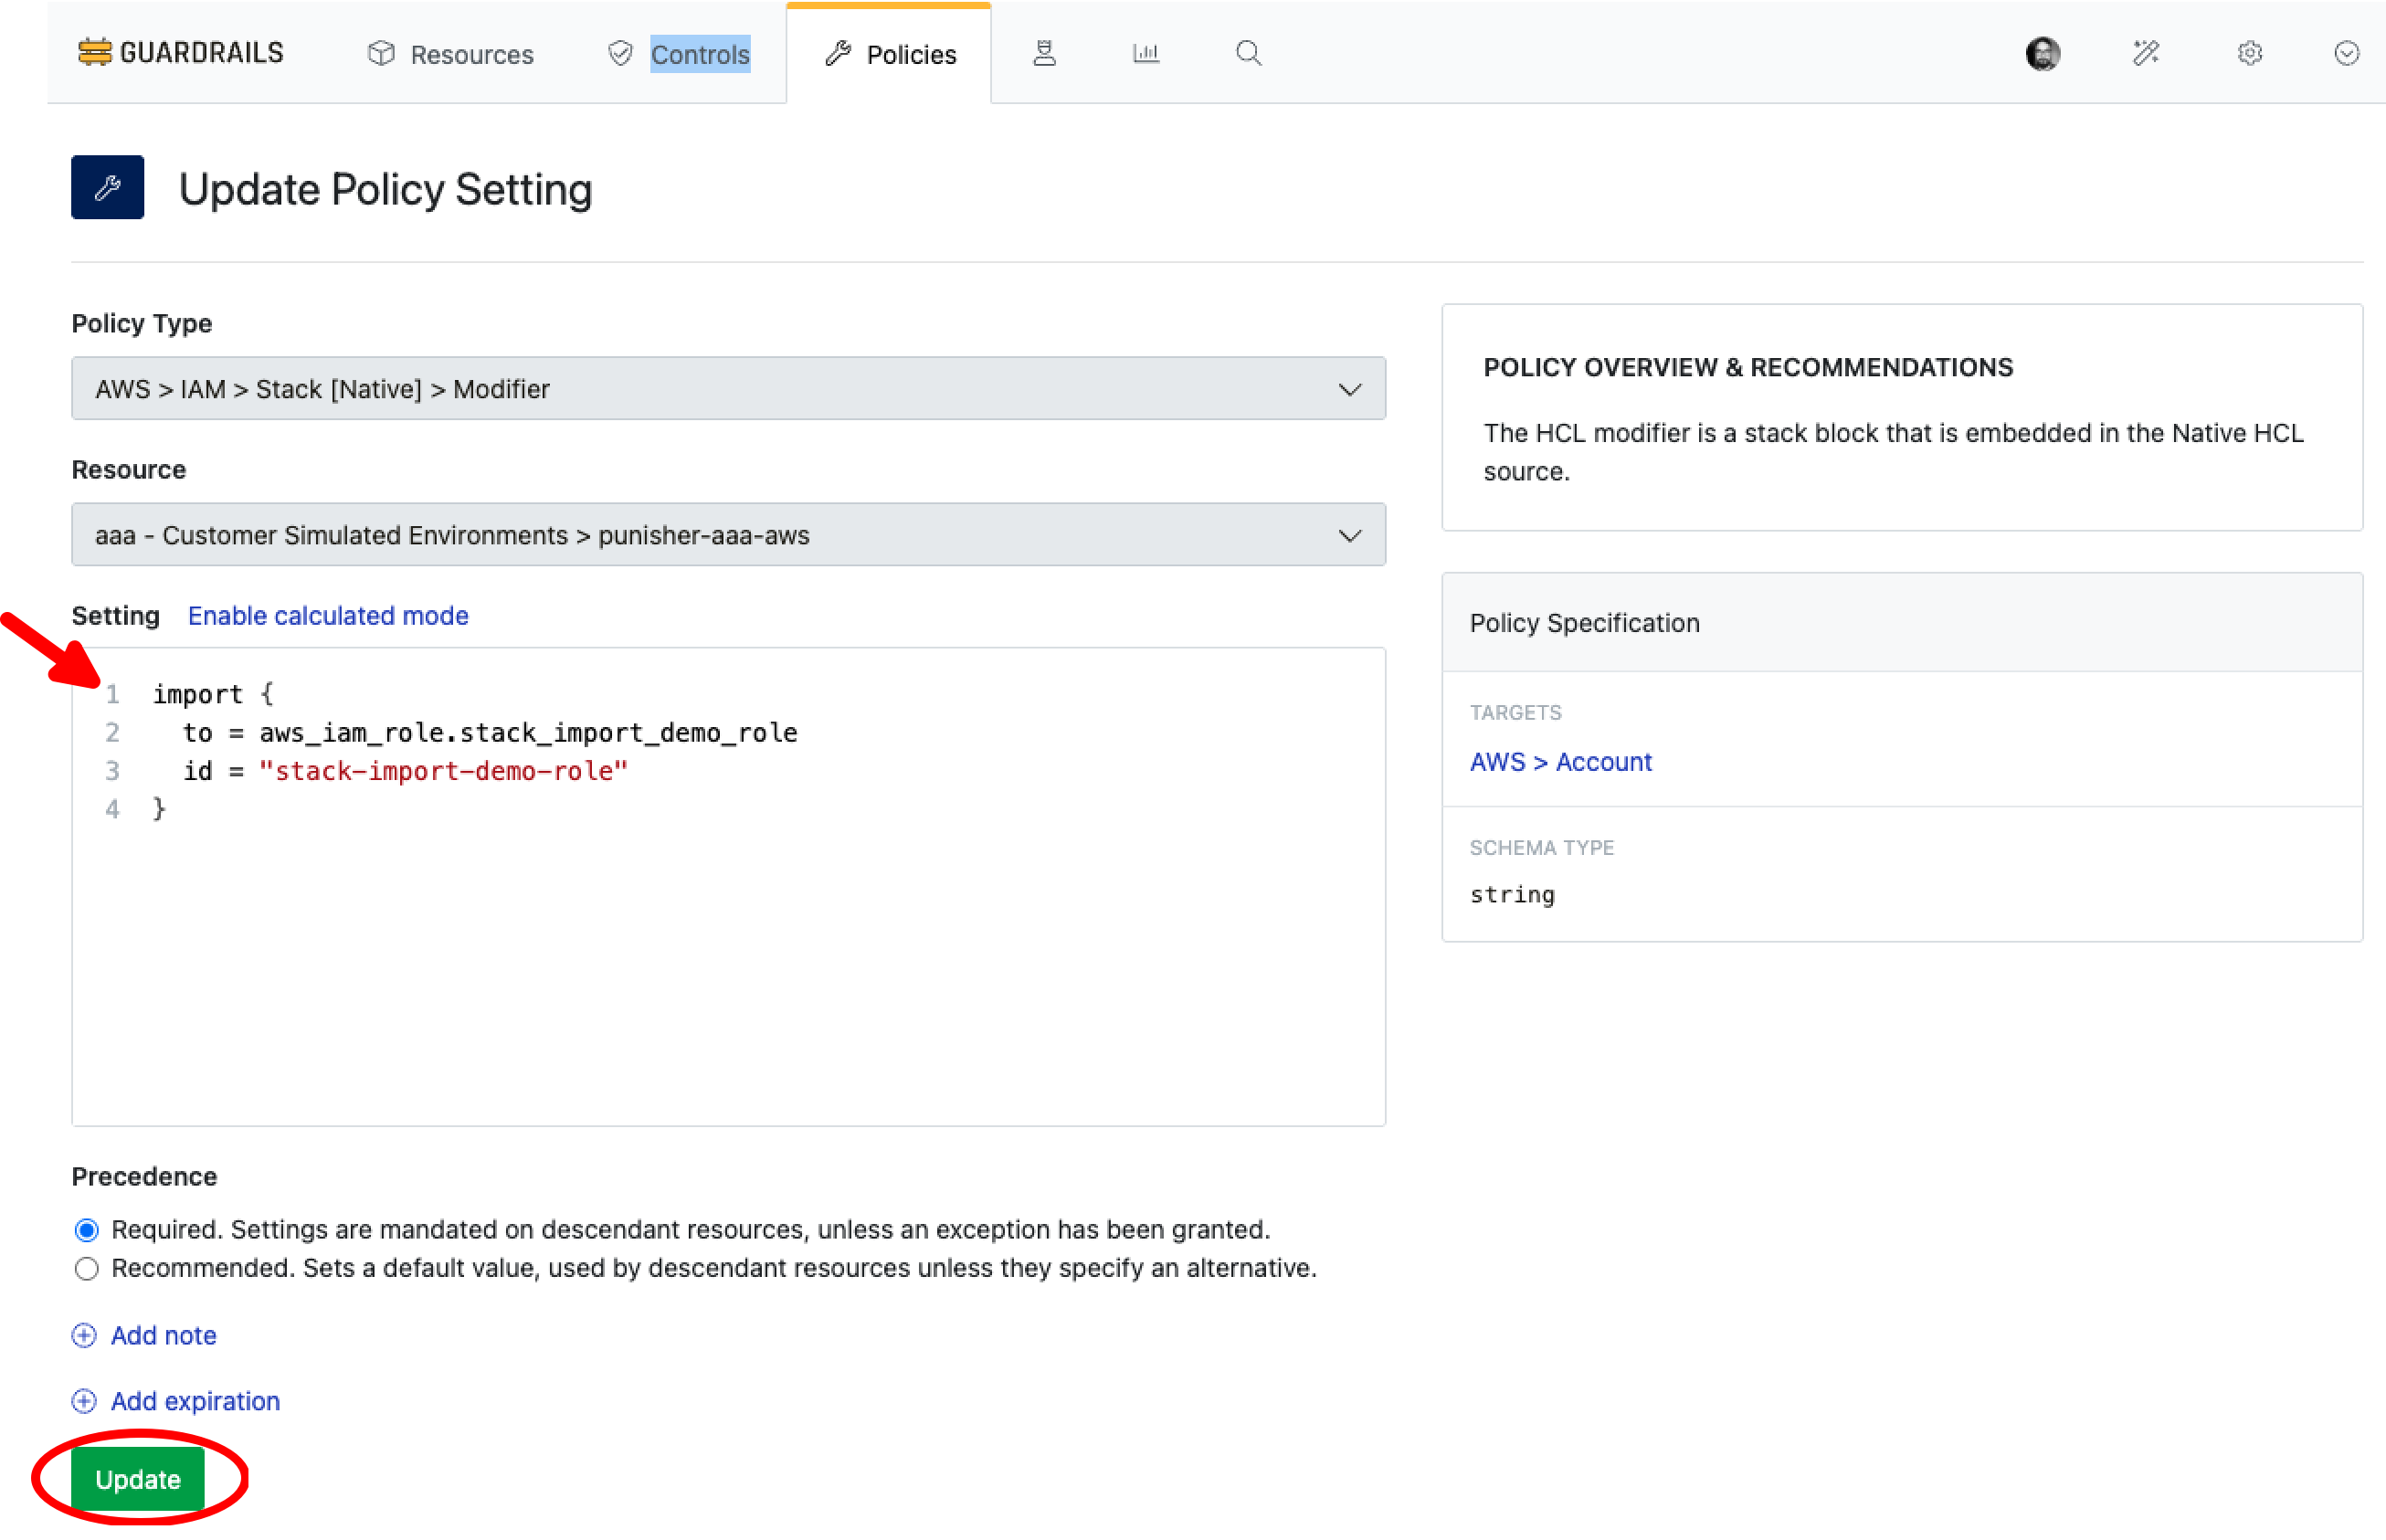 GUARDRAILS Resources Controls Policies
Update Policy Setting
Policy Type
AWS > IAM > Stack [Native] > Modifier
Resource
aaa - Customer Simulated Environments > punisher-aaa-aws
Setting Enable calculated mode
1 import {
2   to = aws_iam_role.stack_import_demo_role
3   id = "stack-import-demo-role"
4 }
Precedence
Required. Settings are mandated on descendant resources, unless an exception has been granted.
Recommended. Sets a default value, used by descendant resources unless they specify an alternative.
Add note
Add expiration
Update
POLICY OVERVIEW & RECOMMENDATIONS
The HCL modifier is a stack block that is embedded in the Native HCL
source.
Policy Specification
TARGETS
AWS > Account
SCHEMA TYPE
string